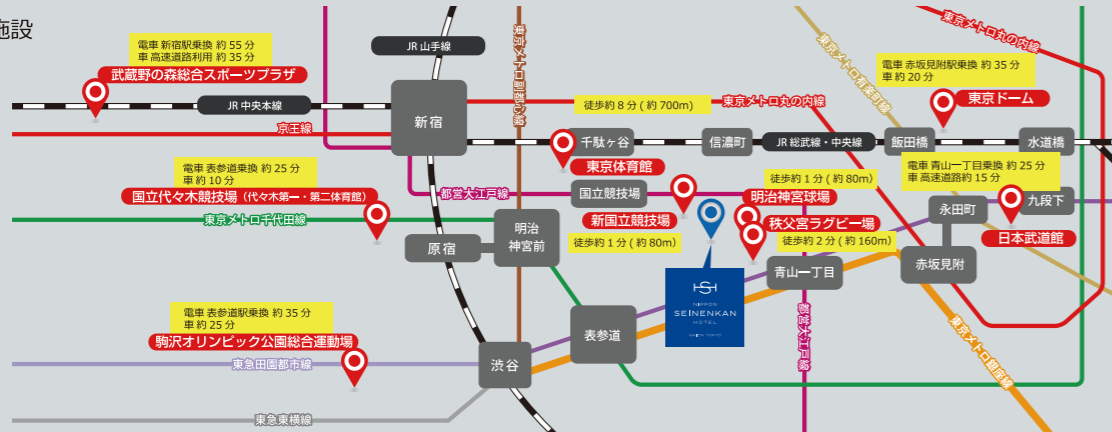 施設
電車 新宿駅乗換 約 55 分
車 高速道路利用 約 35 分
武蔵野の森総合スポーツプラザ
JR 中央本線
京王線
JR 山手線
新宿
東京メトロ副都心線
徒歩約 8 分 ( 約 700m)
東京メトロ丸の内線
東京メトロ有楽町線
東京メトロ丸の内線
電車 赤坂見附駅乗換 約 35 分
車 約 20 分
東京ドーム
千駄ヶ谷
信濃町
JR 総武線・中央線
飯田橋
水道橋
東京体育館
電車 表参道乗換 約 25 分
車 約 10 分
国立代々木競技場(代々木第一・第二体育館)
東京メトロ千代田線
都営大江戸線
国立競技場
新国立競技場
徒歩約 1 分 ( 約 80m)
徒歩約 1 分 ( 約 80m)
明治神宮球場
秩父宮ラグビー場
徒歩約 2 分 ( 約 160m)
電車 青山一丁目乗換 約 25 分
車 高速道路約 15 分
永田町
九段下
日本武道館
原宿
明治
神宮前
青山一丁目
赤坂見附
NIPPON
SEINENKAN
HOTEL
都営大江戸線
東京メトロ銀座線
電車 表参道駅乗換 約 35 分
車 約 25 分
駒沢オリンピック公園総合運動場
東急田園都市線
渋谷
表参道
東急東横線